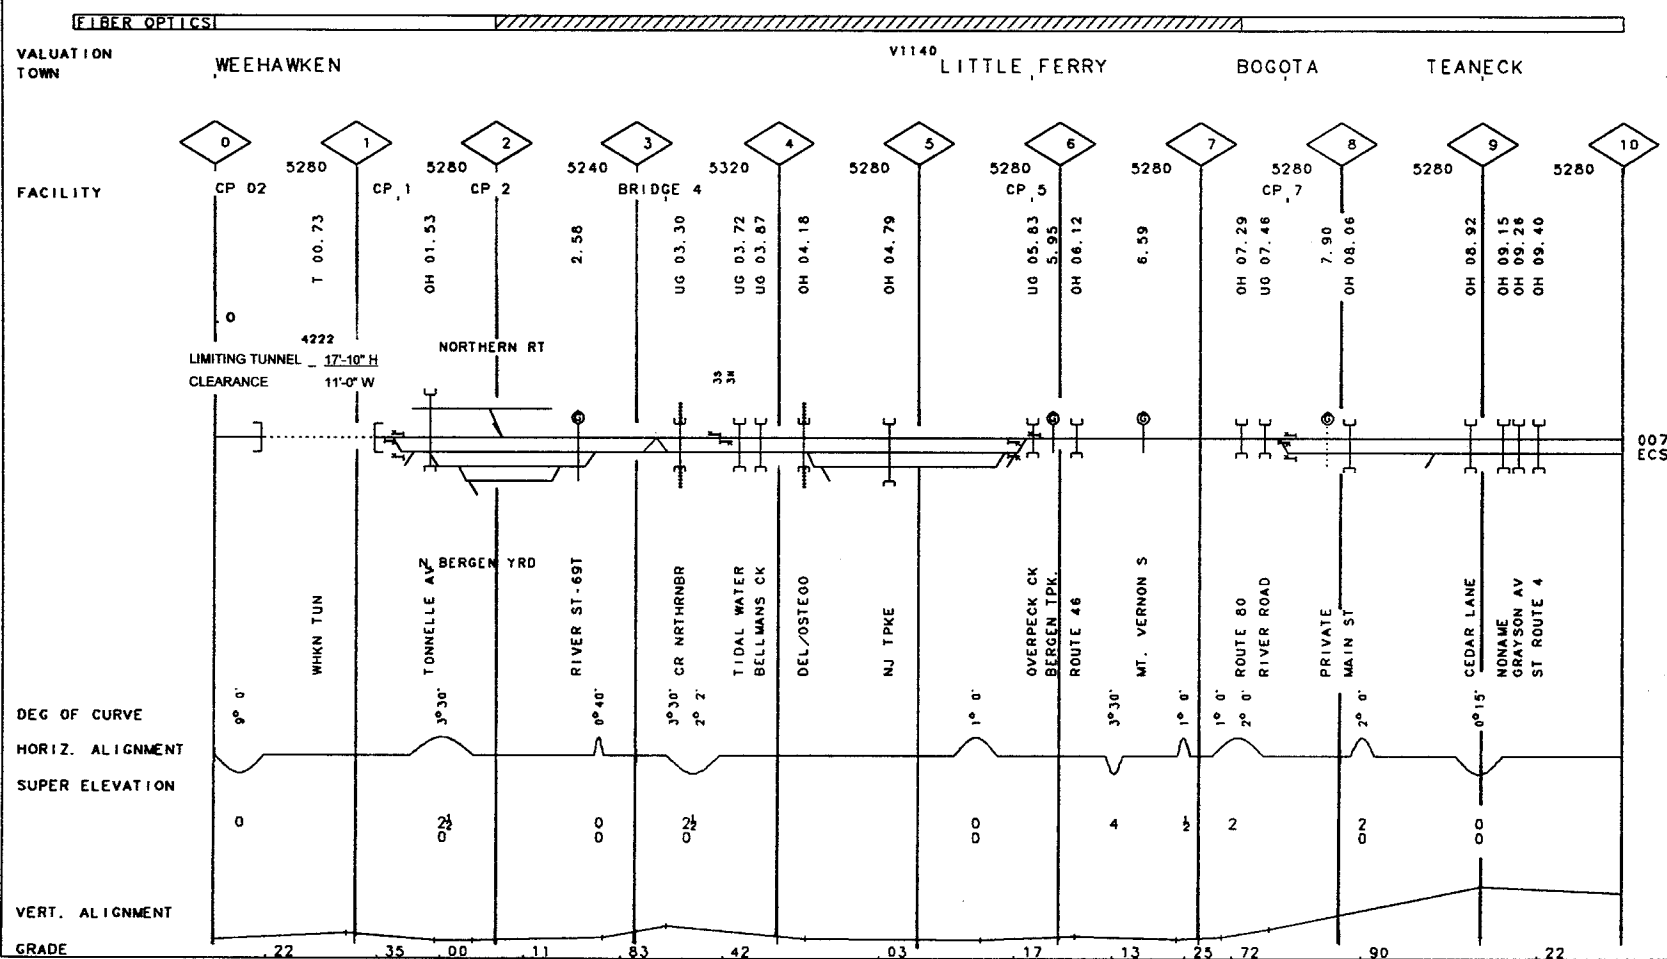 FIBER OPTICS
VALUATION
V1140
TOWN
WEEHAWKEN LITTLE FERRY BOGOTA TEANECK
0 1 2 3 4 5 6 7 8 9 10
5280 5280 5240 5320 5280 5280 5280 5280 5280 5280
FACILITY
CP D2 CP 1 CP 2 BRIDGE 4 CP 5 CP 7
T 00.73
OH 01.53
2.58
UG 03.30
UG 03.72
UG 03.87
OH 04.18
OH 04.79
UG 05.83
5.95
OH 06.12
6.59
OH 07.29
UG 07.46
7.90
OH 08.06
OH 08.92
OH 09.15
OH 09.26
OH 09.40
0
4222
NORTHERN RT
LIMITING TUNNEL 17'-10" H
CLEARANCE 11'-0" W
3S
3N
G G G G
007
ECS
N BERGEN YRD
WHKN TUN
TONNELLE AV
RIVER ST-69T
CR NRTHRNBR
TIDAL WATER
BELLMANS CK
DEL/OSTEGO
NJ TPKE
OVERPECK CK
BERGEN TPK.
ROUTE 46
MT. VERNON S
ROUTE 80
RIVER ROAD
PRIVATE
MAIN ST
CEDAR LANE
NONAME
GRAYSON AV
ST ROUTE 4
DEG OF CURVE
9° 0'
3°30'
0°40'
3°30'
2° 2'
1° 0'
3°30'
1° 0'
1° 0'
2° 0'
2° 0'
0°15'
HORIZ. ALIGNMENT
SUPER ELEVATION
0 2½ 0 2½ 0 4 ½ 2 2 0
0 0 0 0 0 0
VERT. ALIGNMENT
GRADE
.22 .35 .00 .11 .83 .42 .03 .17 .13 .25 .72 .90 .22